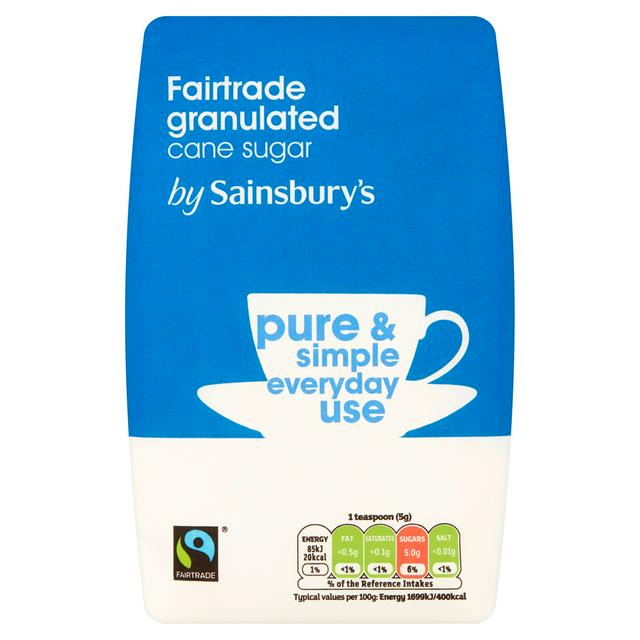 Fairtrade
granulated
cane sugar
by Sainsbury's
pure &
simple
everyday
use
1 teaspoon (5g)
ENERGY
85kJ
20kcal
1%
FAT
<0.5g
<1%
SATURATES
<0.1g
<1%
SUGARS
5.0g
6%
SALT
<0.01g
<1%
% of the Reference Intakes
Typical values per 100g: Energy 1699kJ/400kcal
FAIRTRADE
®